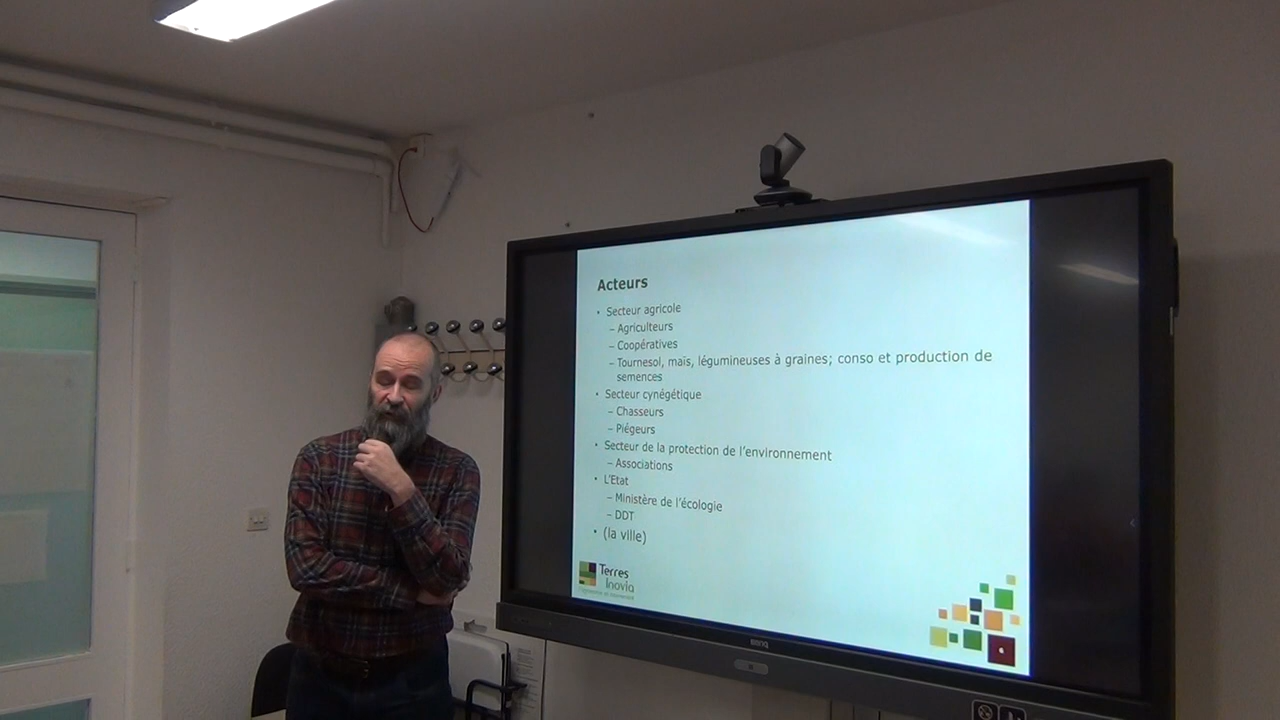 Acteurs
• Secteur agricole
– Agriculteurs
– Coopératives
– Tournesol, maïs, légumineuses à graines; conso et production de
semences
• Secteur cynégétique
– Chasseurs
– Piégeurs
• Secteur de la protection de l'environnement
– Associations
• L'Etat
– Ministère de l'écologie
– DDT
• (la ville)
Terres
Inovia
BenQ